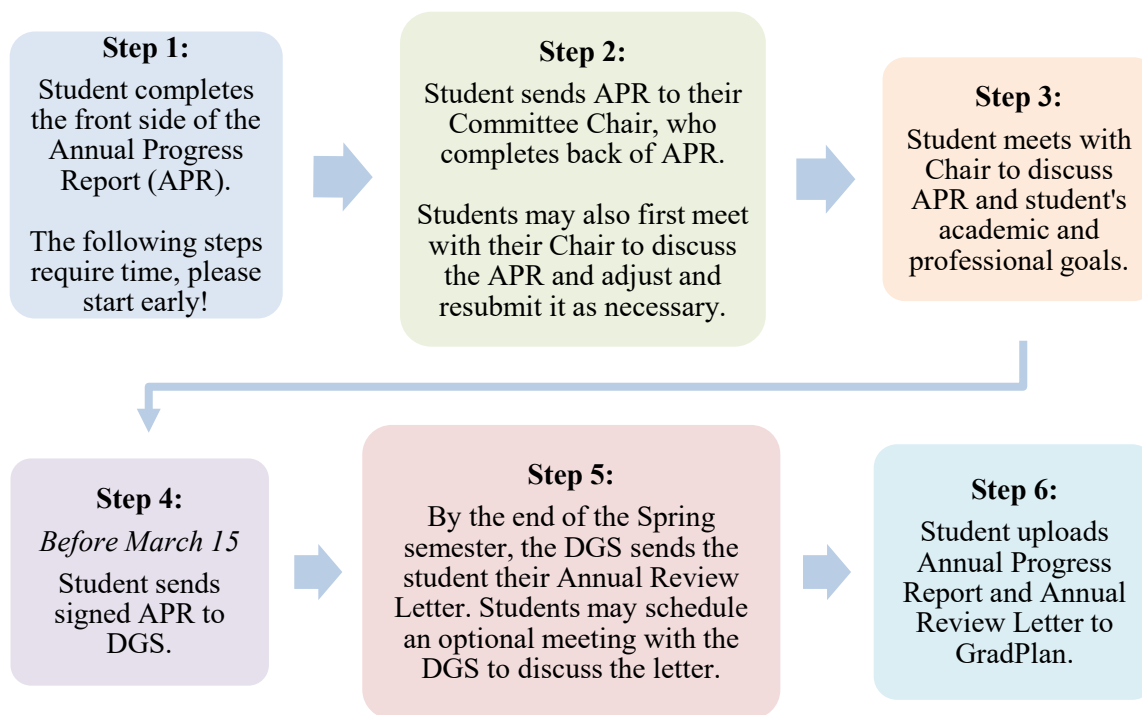 Step 1:
Student completes
the front side of the
Annual Progress
Report (APR).
The following steps
require time, please
start early!
Step 2:
Student sends APR to their
Committee Chair, who
completes back of APR.
Students may also first meet
with their Chair to discuss
the APR and adjust and
resubmit it as necessary.
Step 3:
Student meets with
Chair to discuss
APR and student's
academic and
professional goals.
Step 4:
Before March 15
Student sends
signed APR to
DGS.
Step 5:
By the end of the Spring
semester, the DGS sends the
student their Annual Review
Letter. Students may schedule
an optional meeting with the
DGS to discuss the letter.
Step 6:
Student uploads
Annual Progress
Report and Annual
Review Letter to
GradPlan.